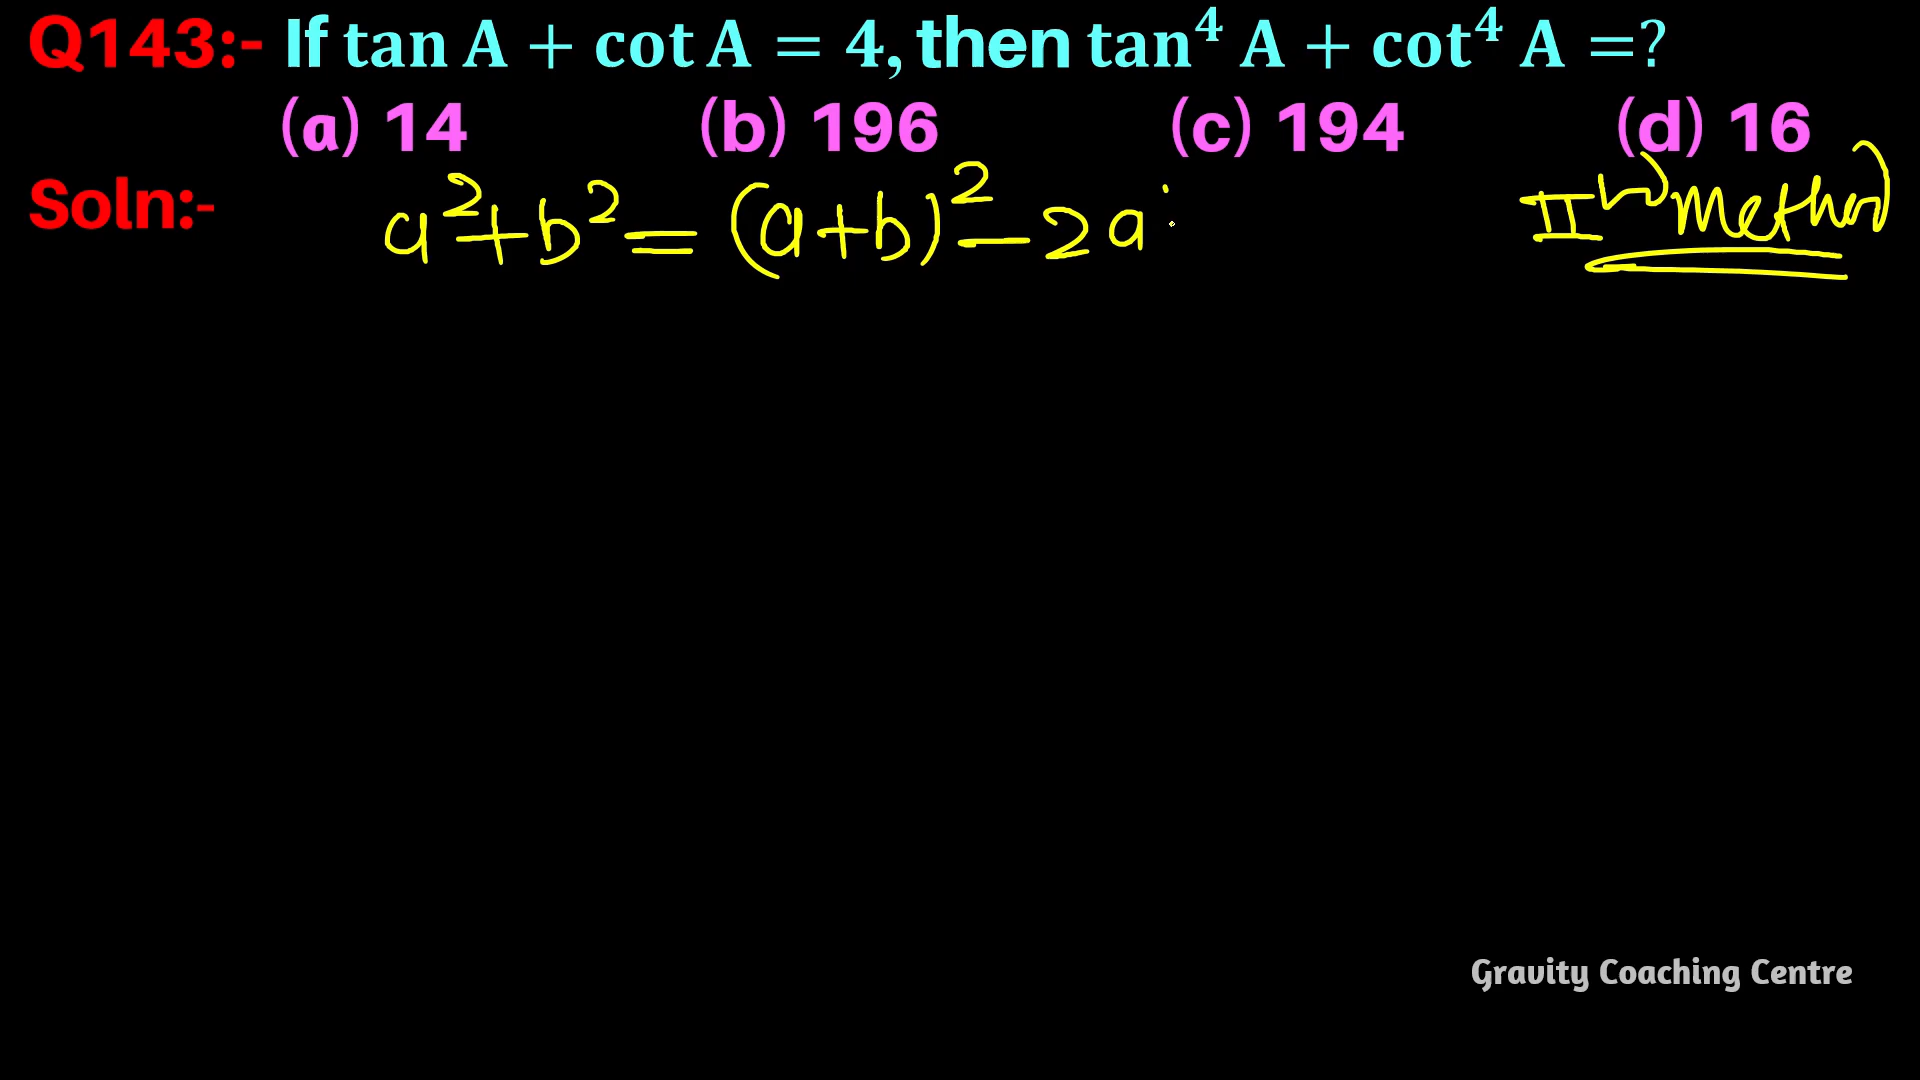 Q143:- If tan A + cot A = 4, then tan⁴ A + cot⁴ A =?
(a) 14 (b) 196 (c) 194 (d) 16
Soln:- a²+b² = (a+b)² – 2a IInd Method
Gravity Coaching Centre